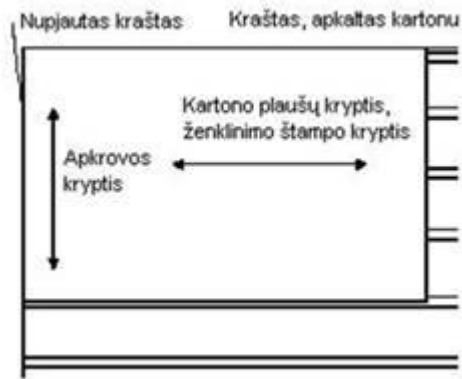 Nupjautas kraštas
Kraštas, apkaltas kartonu
Kartono plaušų kryptis,
ženklinimo štampo kryptis
Apkrovos
kryptis